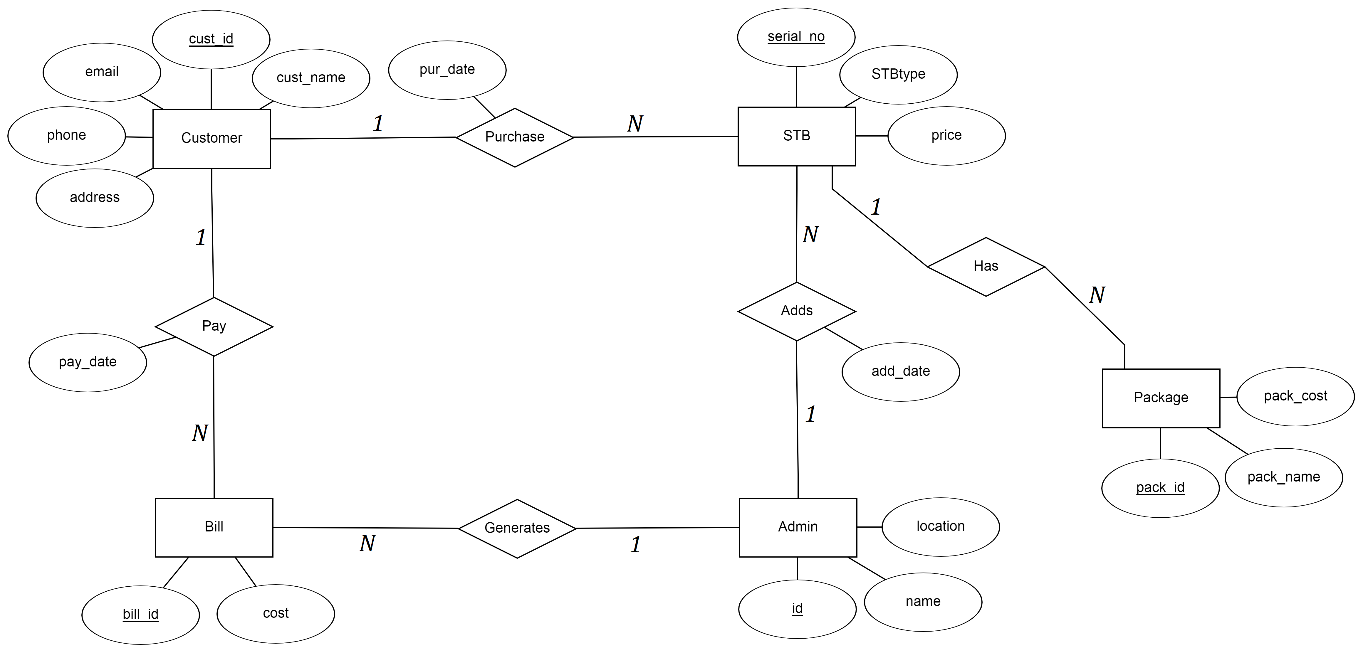 cust_id
email
cust_name
phone
Customer
address
pur_date
1
Purchase
N
serial_no
STBtype
STB
price
1
N
1
Has
N
Pay
pay_date
Adds
add_date
Package
pack_cost
pack_name
pack_id
N
1
Bill
N
Generates
1
Admin
location
bill_id
cost
id
name